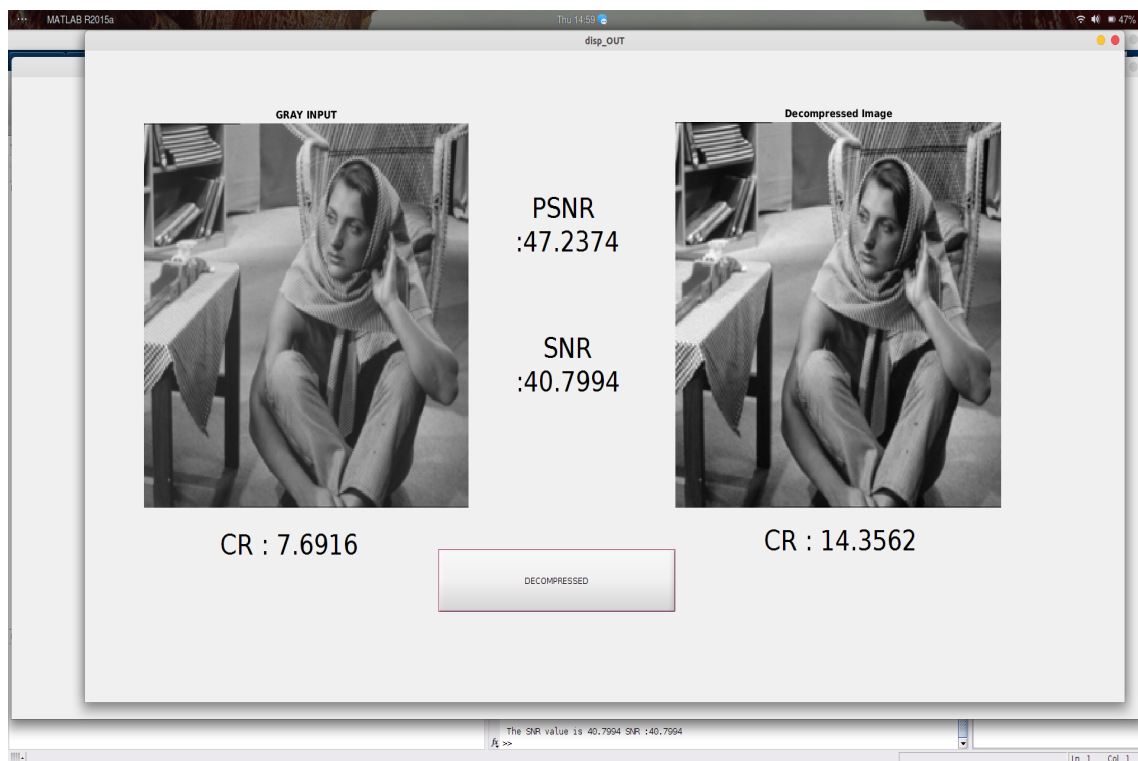 MATLAB R2015a
Thu 14:59
47%
disp_OUT
GRAY INPUT
Decompressed Image
PSNR
:47.2374
SNR
:40.7994
CR : 7.6916
CR : 14.3562
DECOMPRESSED
The SNR value is 40.7994 SNR :40.7994
fx >>
Ln 1 Col 1